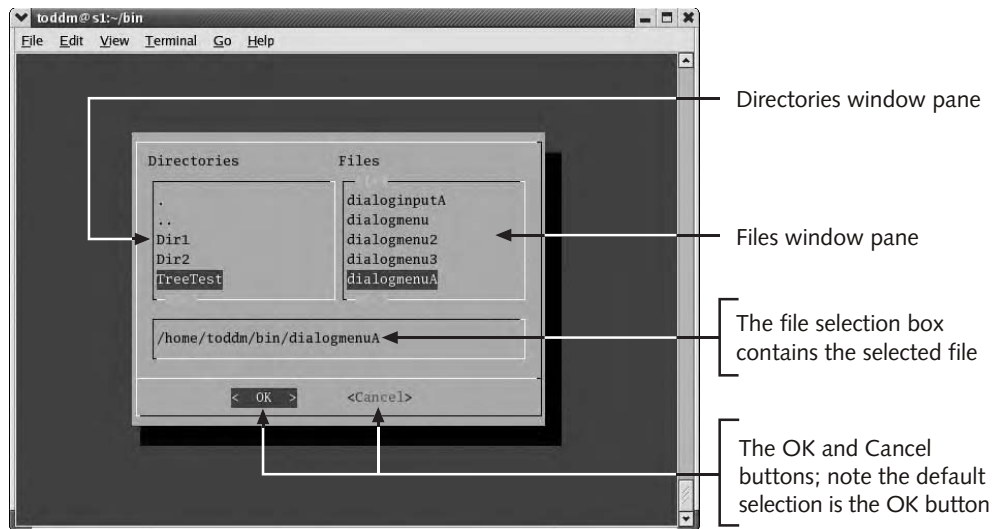 toddm@s1:~/bin
File Edit View Terminal Go Help
Directories Files
.
..
Dir1
Dir2
TreeTest
dialoginputA
dialogmenu
dialogmenu2
dialogmenu3
dialogmenuA
/home/toddm/bin/dialogmenuA
< OK > <Cancel>
Directories window pane
Files window pane
The file selection box
contains the selected file
The OK and Cancel
buttons; note the default
selection is the OK button